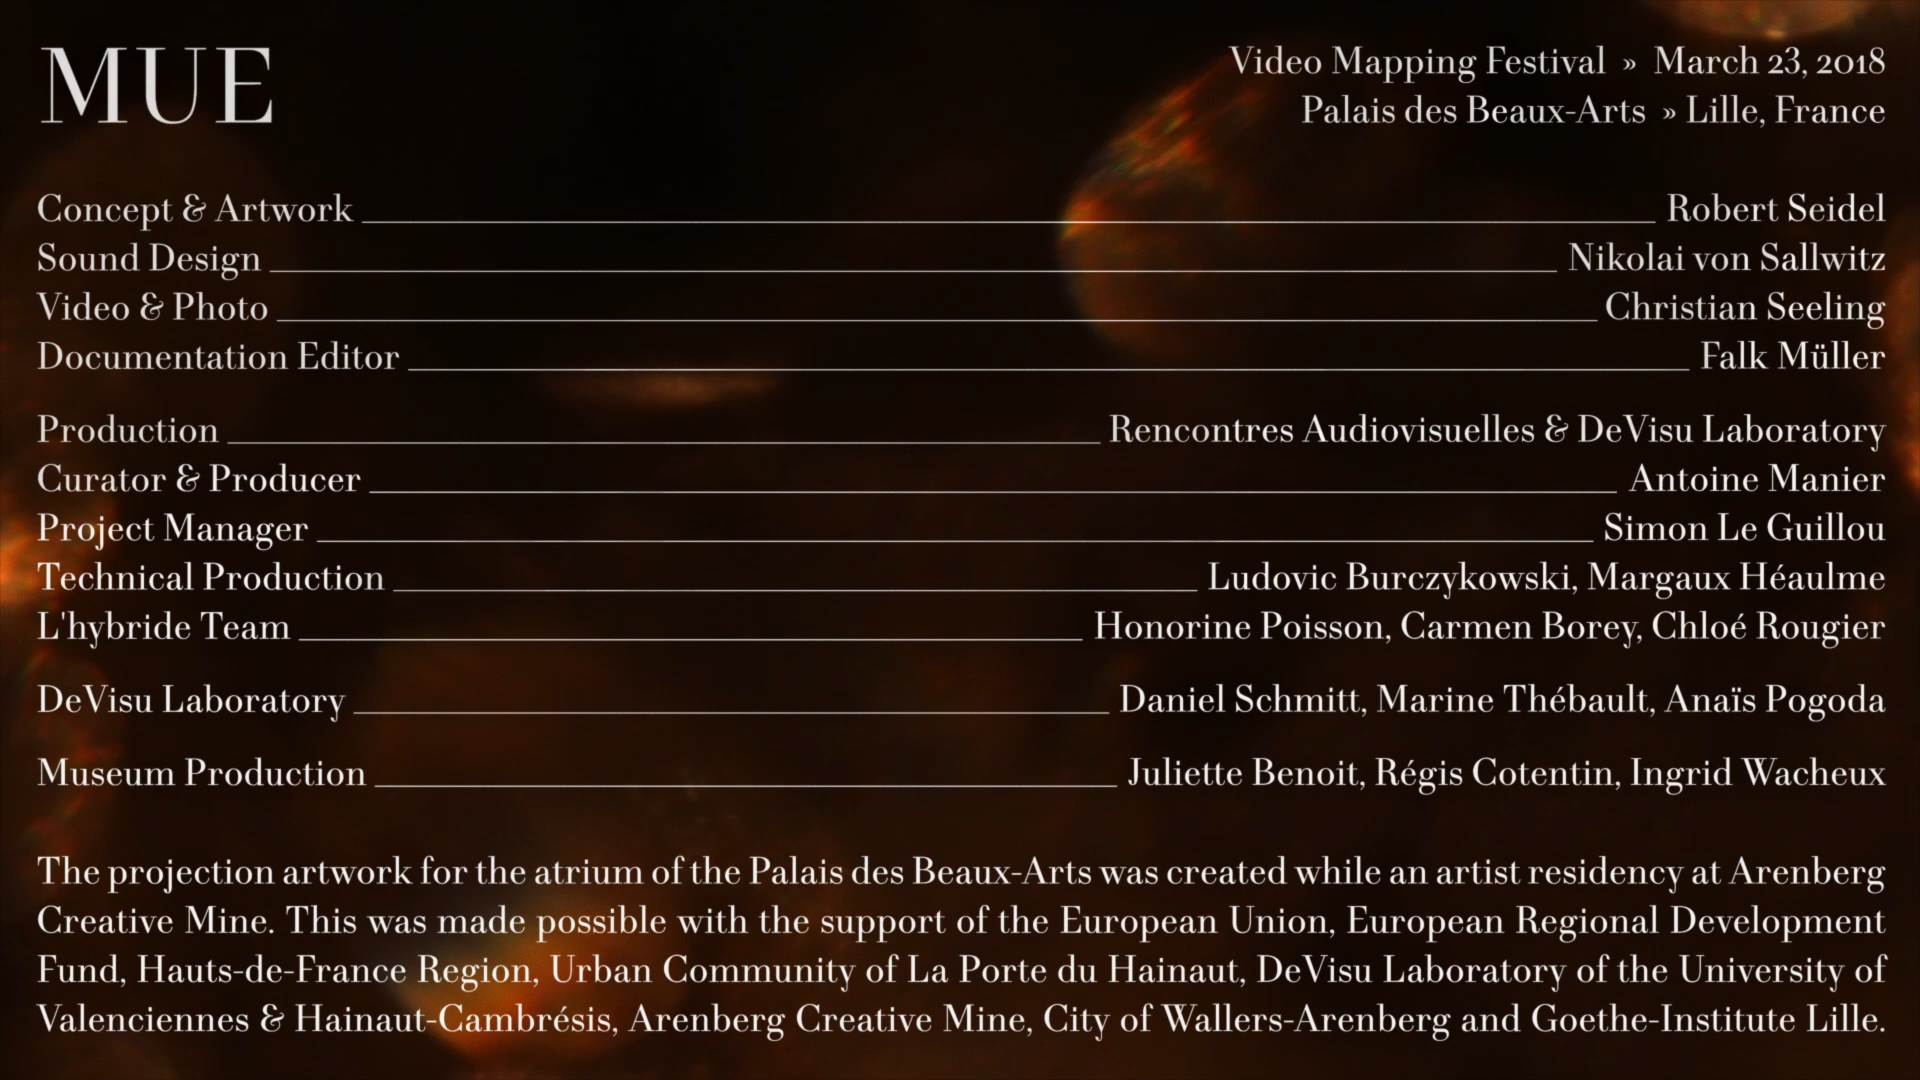 MUE
Video Mapping Festival » March 23, 2018
Palais des Beaux-Arts » Lille, France
Concept & Artwork Robert Seidel
Sound Design Nikolai von Sallwitz
Video & Photo Christian Seeling
Documentation Editor Falk Müller
Production Rencontres Audiovisuelles & DeVisu Laboratory
Curator & Producer Antoine Manier
Project Manager Simon Le Guillou
Technical Production Ludovic Burczykowski, Margaux Héaulme
L'hybride Team Honorine Poisson, Carmen Borey, Chloé Rougier
DeVisu Laboratory Daniel Schmitt, Marine Thébault, Anaïs Pogoda
Museum Production Juliette Benoit, Régis Cotentin, Ingrid Wacheux
The projection artwork for the atrium of the Palais des Beaux-Arts was created while an artist residency at Arenberg
Creative Mine. This was made possible with the support of the European Union, European Regional Development
Fund, Hauts-de-France Region, Urban Community of La Porte du Hainaut, DeVisu Laboratory of the University of
Valenciennes & Hainaut-Cambrésis, Arenberg Creative Mine, City of Wallers-Arenberg and Goethe-Institute Lille.